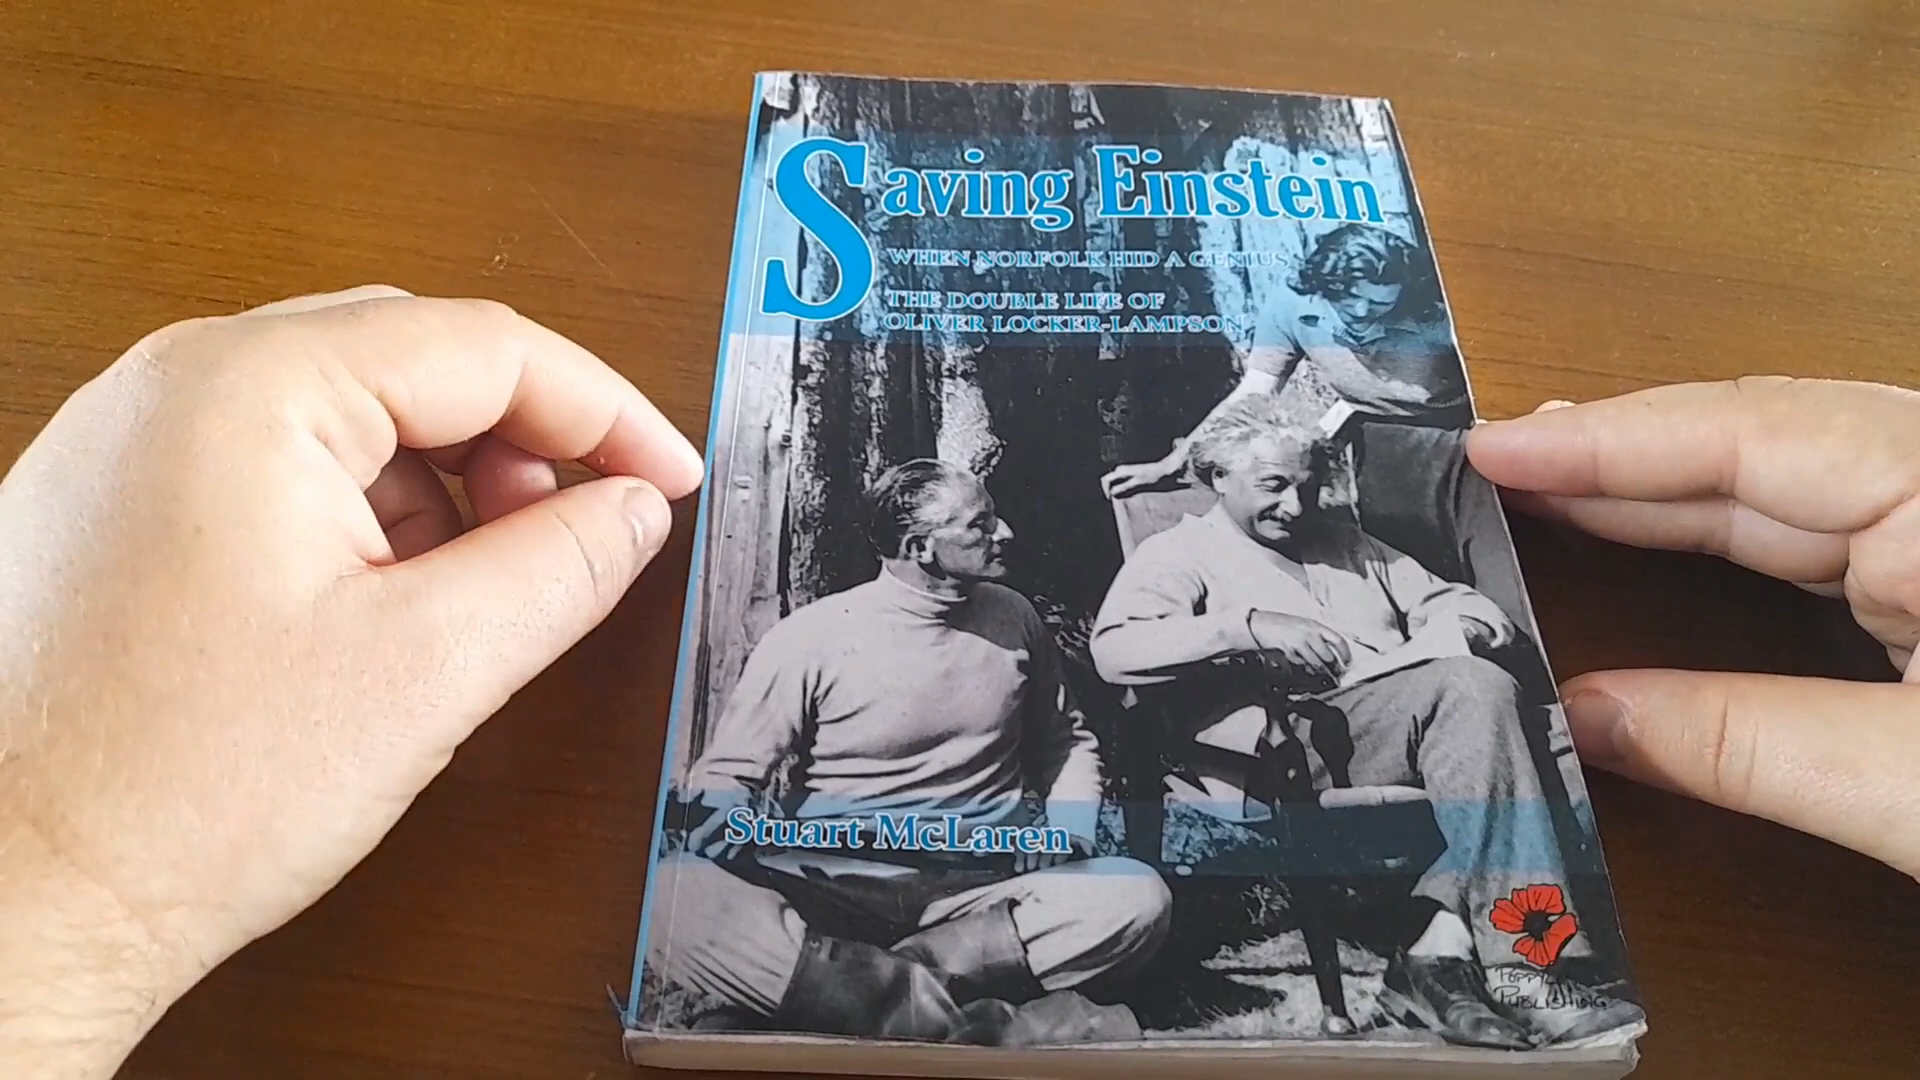 Saving Einstein
WHEN NORFOLK HID A GENIUS
THE DOUBLE LIFE OF
OLIVER LOCKER-LAMPSON
Stuart McLaren
POPPYLAND
PUBLISHING